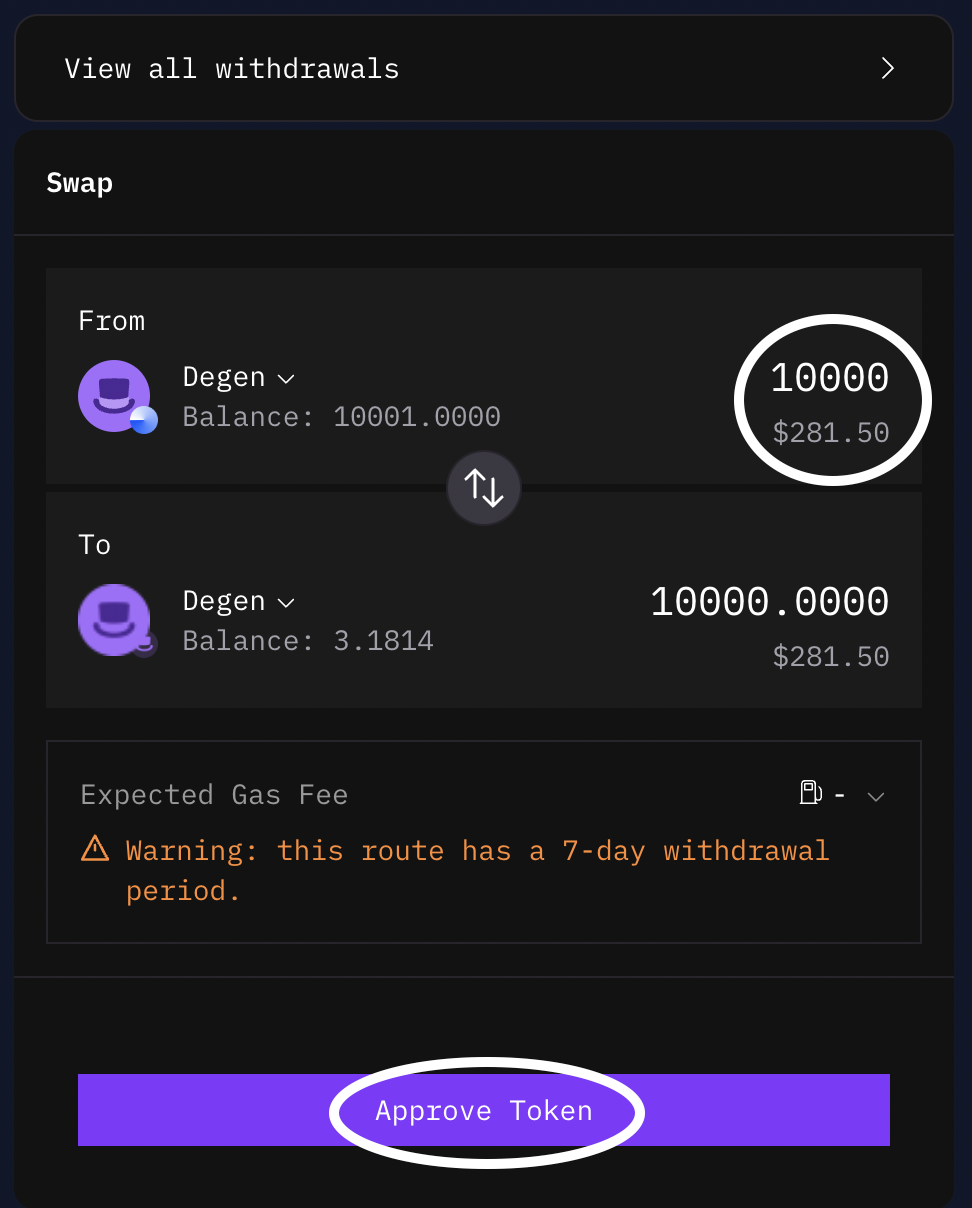 View all withdrawals
Swap
From
Degen
Balance: 10001.0000
10000
$281.50
To
Degen
Balance: 3.1814
10000.0000
$281.50
Expected Gas Fee
-
Warning: this route has a 7-day withdrawal
period.
Approve Token